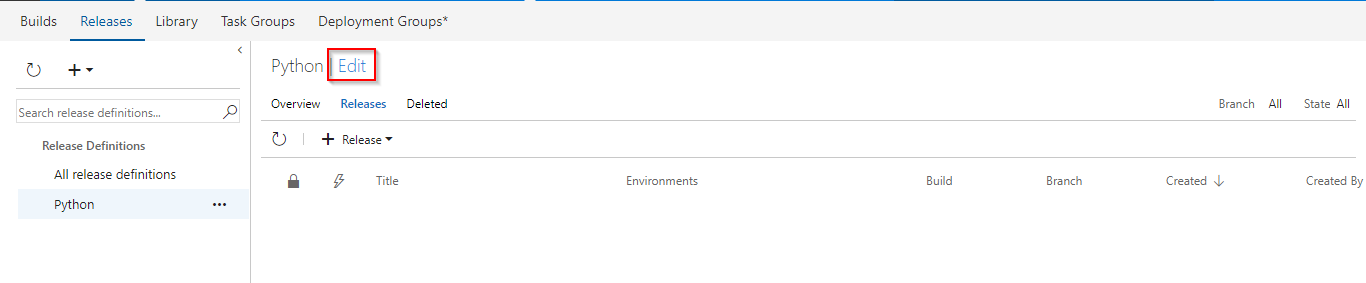 Builds Releases Library Task Groups Deployment Groups*
Python | Edit
Overview Releases Deleted Branch All State All
Search release definitions...
+ Release
Release Definitions
All release definitions
Python ...
Title Environments Build Branch Created ↓ Created By